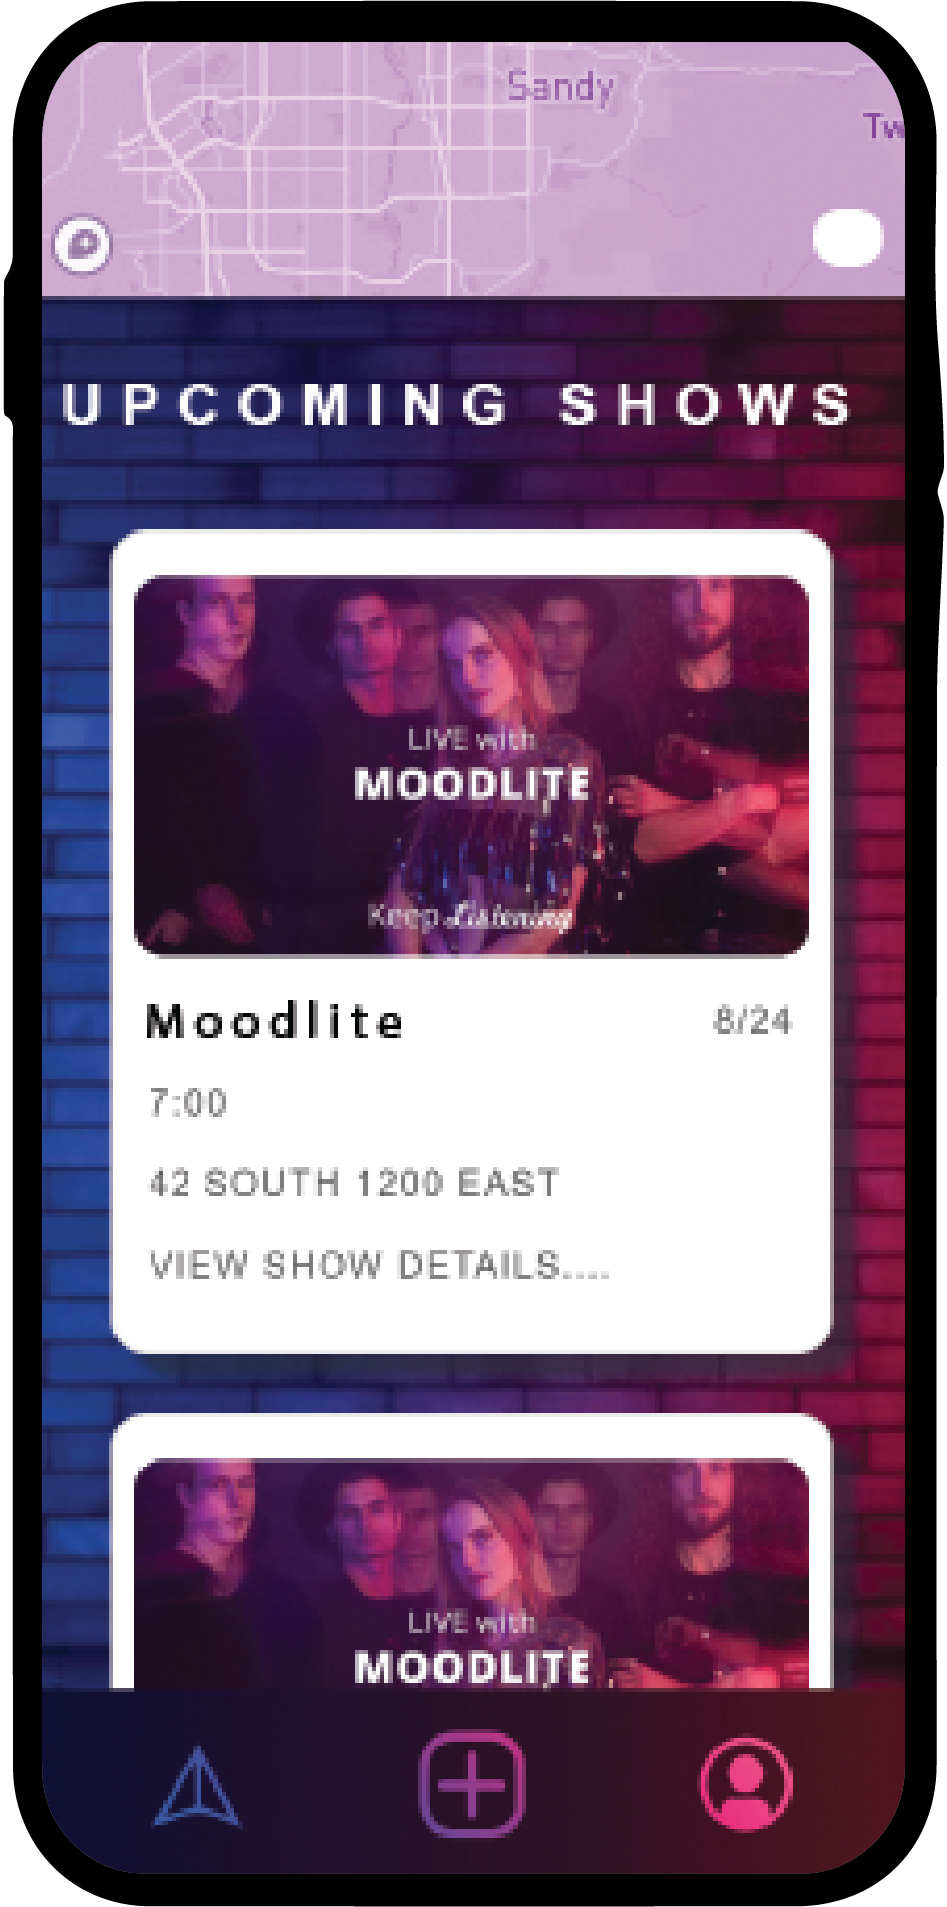 Sandy
Tw
UPCOMING SHOWS
LIVE with
MOODLITE
Keep Listening
Moodlite 8/24
7:00
42 SOUTH 1200 EAST
VIEW SHOW DETAILS....
LIVE with
MOODLITE